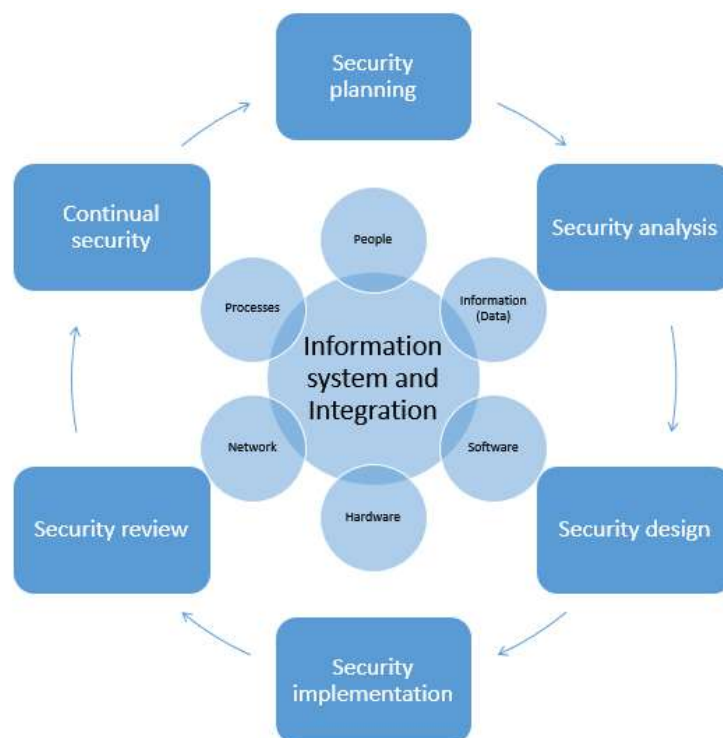 Security
planning
Security analysis
Security design
Security
implementation
Security review
Continual
security
People
Information
(Data)
Software
Hardware
Network
Processes
Information
system and
Integration